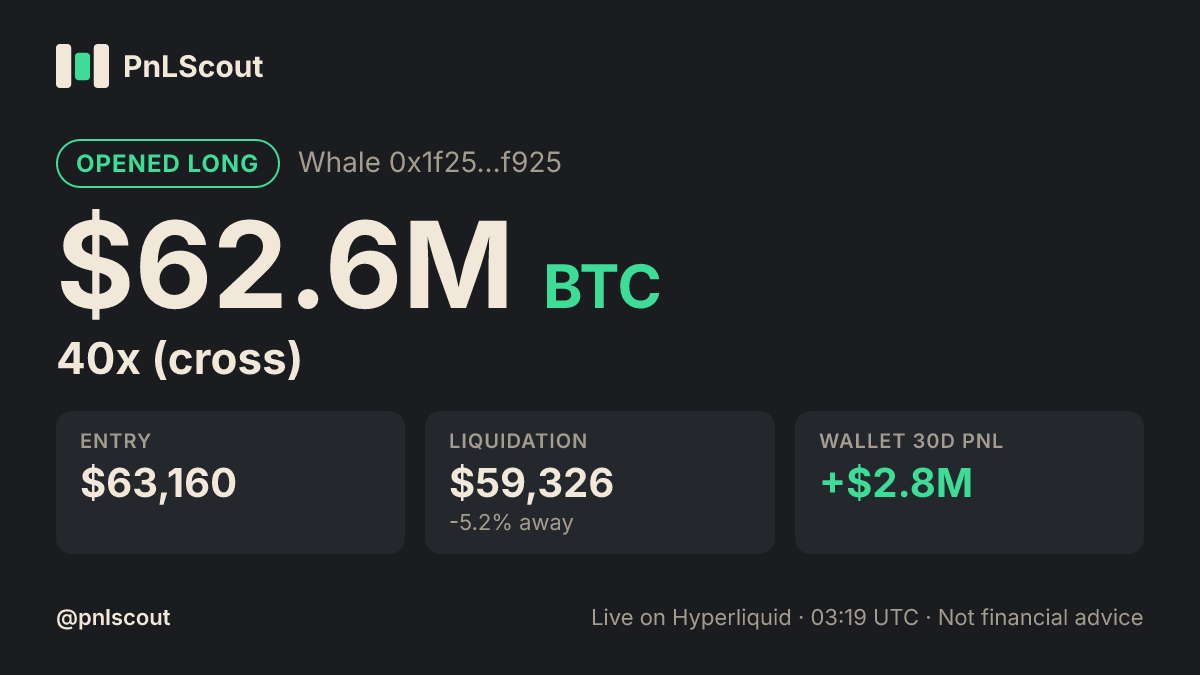 PnLScout
OPENED LONG Whale 0x1f25...f925
$62.6M BTC
40x (cross)
ENTRY
$63,160
LIQUIDATION
$59,326
-5.2% away
WALLET 30D PNL
+$2.8M
@pnlscout
Live on Hyperliquid · 03:19 UTC · Not financial advice